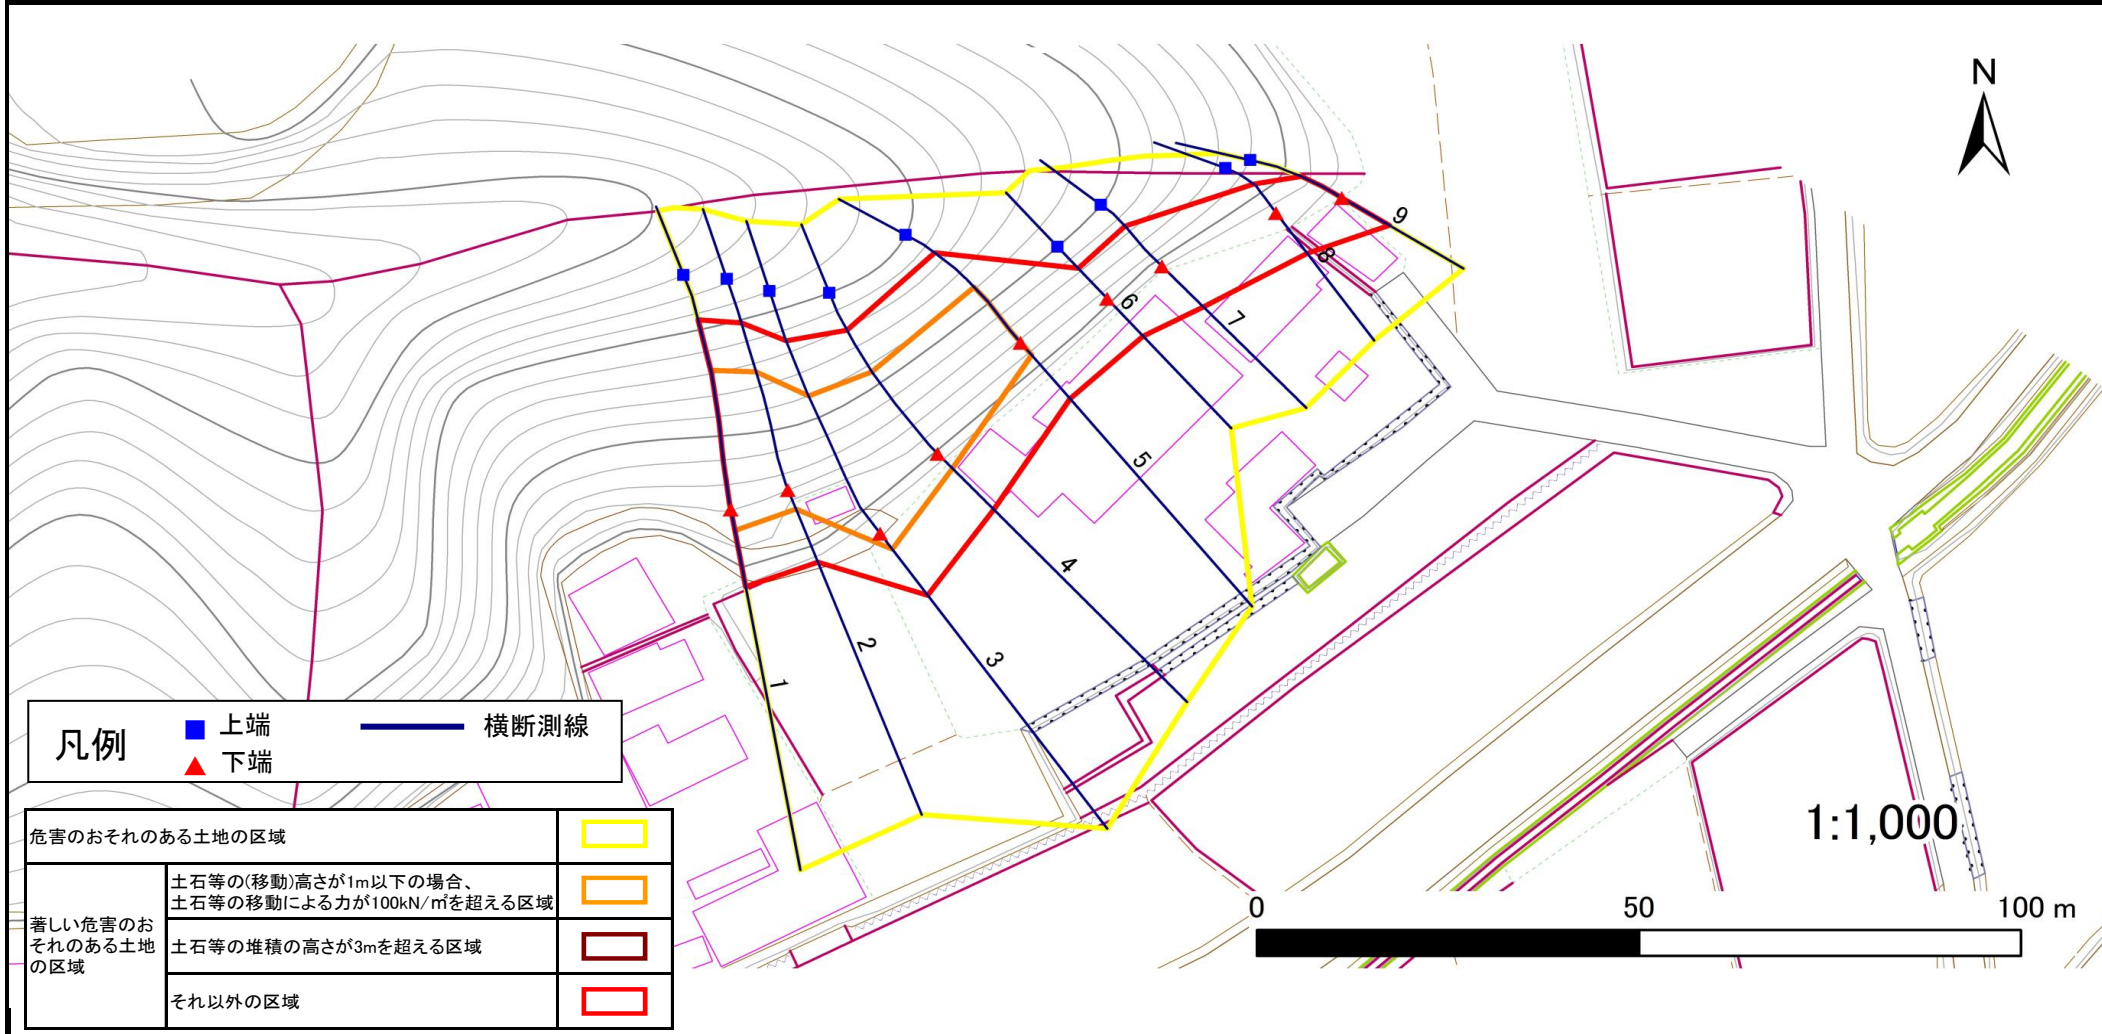 N
9
8
7
6
5
4
3
2
1
凡例
上端
横断測線
下端
危害のおそれのある土地の区域
著しい危害のお
それのある土地
の区域
土石等の(移動)高さが1m以下の場合、
土石等の移動による力が100kN/㎡を超える区域
土石等の堆積の高さが3mを超える区域
それ以外の区域
1:1,000
0 50 100 m